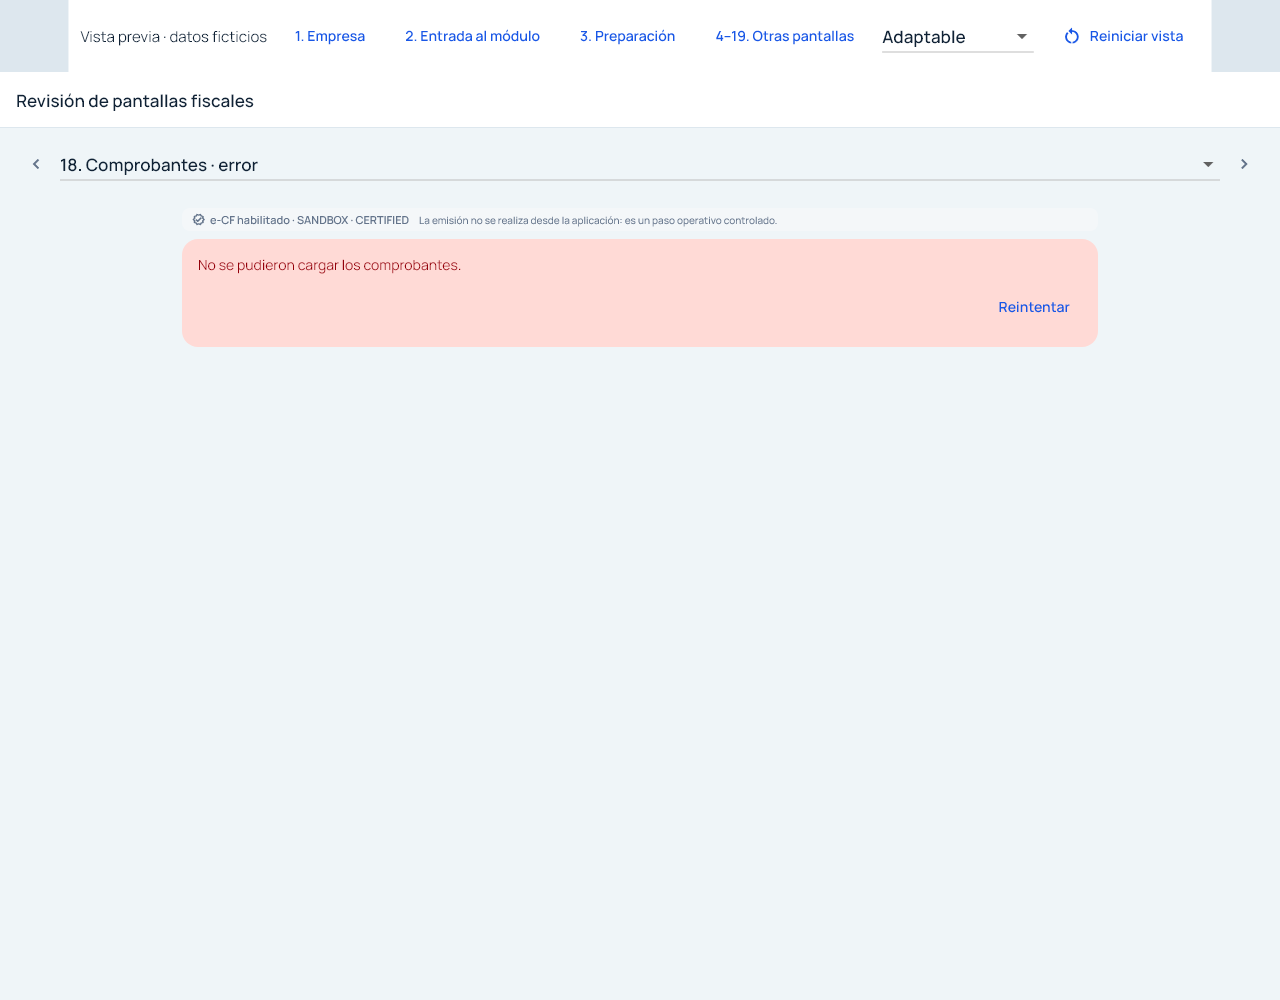 Vista previa · datos ficticios 1. Empresa 2. Entrada al módulo 3. Preparación 4–19. Otras pantallas Adaptable Reiniciar vista
Revisión de pantallas fiscales
18. Comprobantes · error
e-CF habilitado · SANDBOX · CERTIFIED La emisión no se realiza desde la aplicación: es un paso operativo controlado.
No se pudieron cargar los comprobantes.
Reintentar